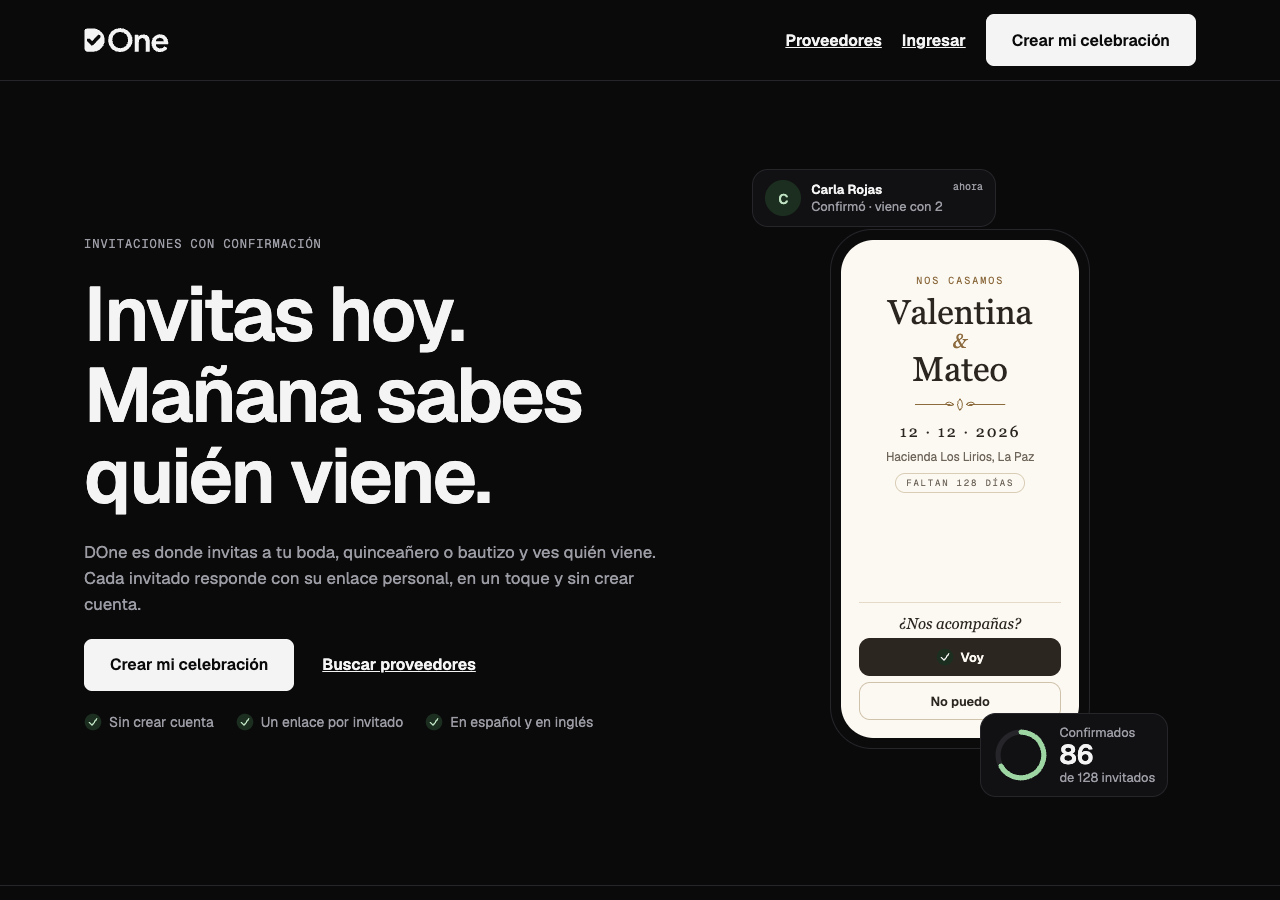 DOne
Proveedores
Ingresar
Crear mi celebración
INVITACIONES CON CONFIRMACIÓN
Invitas hoy.
Mañana sabes
quién viene.
DOne es donde invitas a tu boda, quinceañero o bautizo y ves quién viene.
Cada invitado responde con su enlace personal, en un toque y sin crear
cuenta.
Crear mi celebración
Buscar proveedores
Sin crear cuenta
Un enlace por invitado
En español y en inglés
C
Carla Rojas
ahora
Confirmó · viene con 2
NOS CASAMOS
Valentina
&
Mateo
12 · 12 · 2026
Hacienda Los Lirios, La Paz
FALTAN 128 DÍAS
¿Nos acompañas?
Voy
No puedo
Confirmados
86
de 128 invitados